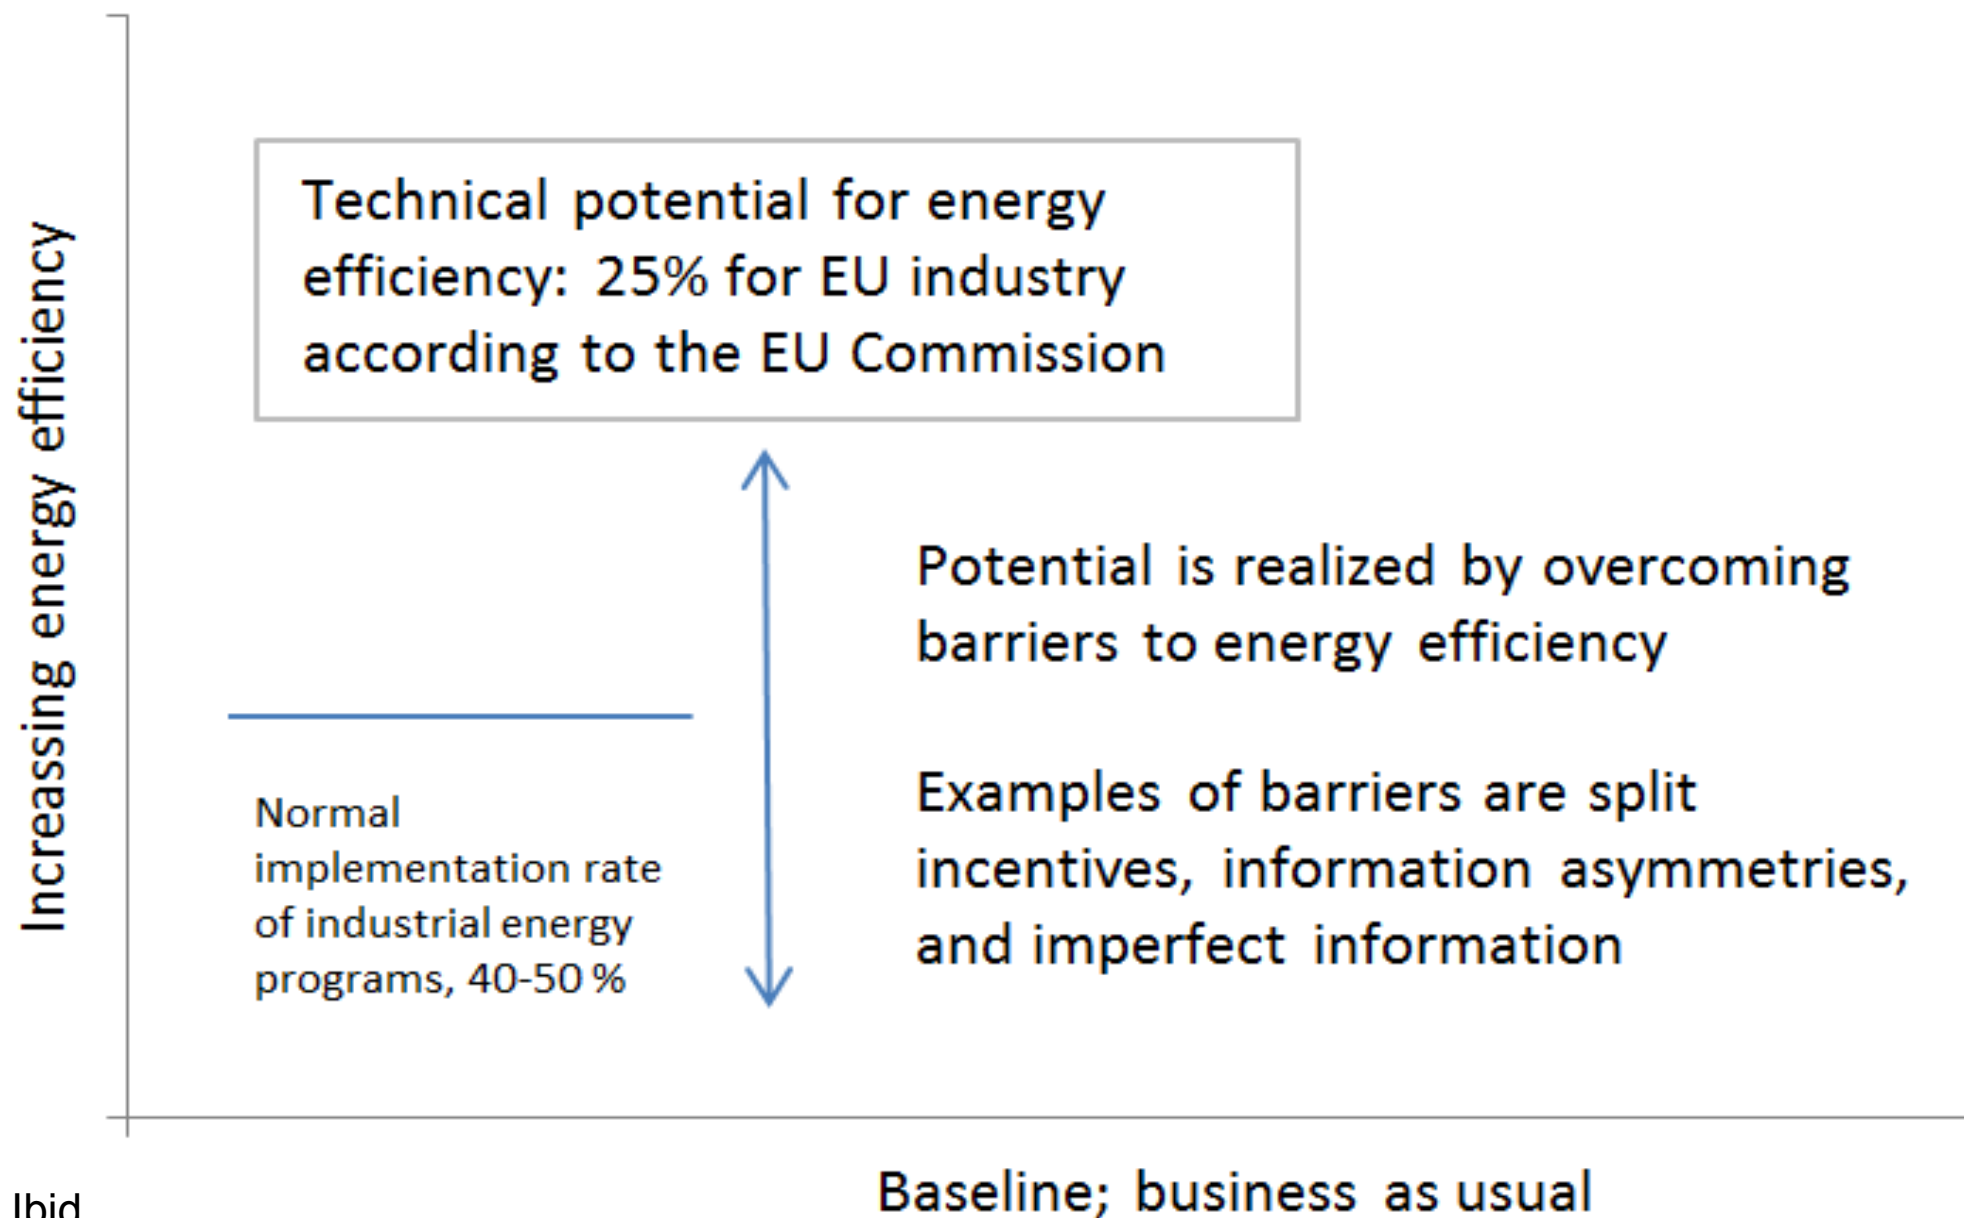 Increassing energy efficiency
Technical potential for energy
efficiency: 25% for EU industry
according to the EU Commission
Potential is realized by overcoming
barriers to energy efficiency
Normal
implementation rate
of industrial energy
programs, 40-50 %
Examples of barriers are split
incentives, information asymmetries,
and imperfect information
Baseline; business as usual
Ibid